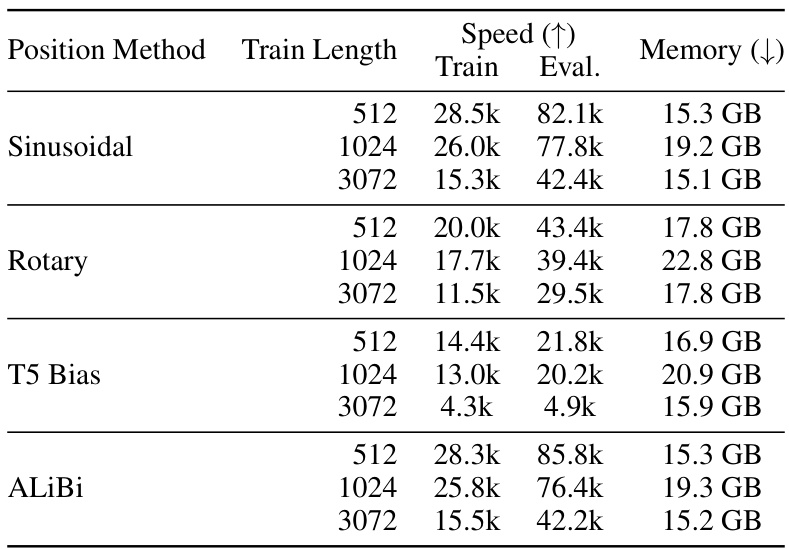 Position Method Train Length Speed (↑) Memory (↓)
Train Eval.
512 28.5k 82.1k 15.3 GB
Sinusoidal 1024 26.0k 77.8k 19.2 GB
3072 15.3k 42.4k 15.1 GB
512 20.0k 43.4k 17.8 GB
Rotary 1024 17.7k 39.4k 22.8 GB
3072 11.5k 29.5k 17.8 GB
512 14.4k 21.8k 16.9 GB
T5 Bias 1024 13.0k 20.2k 20.9 GB
3072 4.3k 4.9k 15.9 GB
512 28.3k 85.8k 15.3 GB
ALiBi 1024 25.8k 76.4k 19.3 GB
3072 15.5k 42.2k 15.2 GB